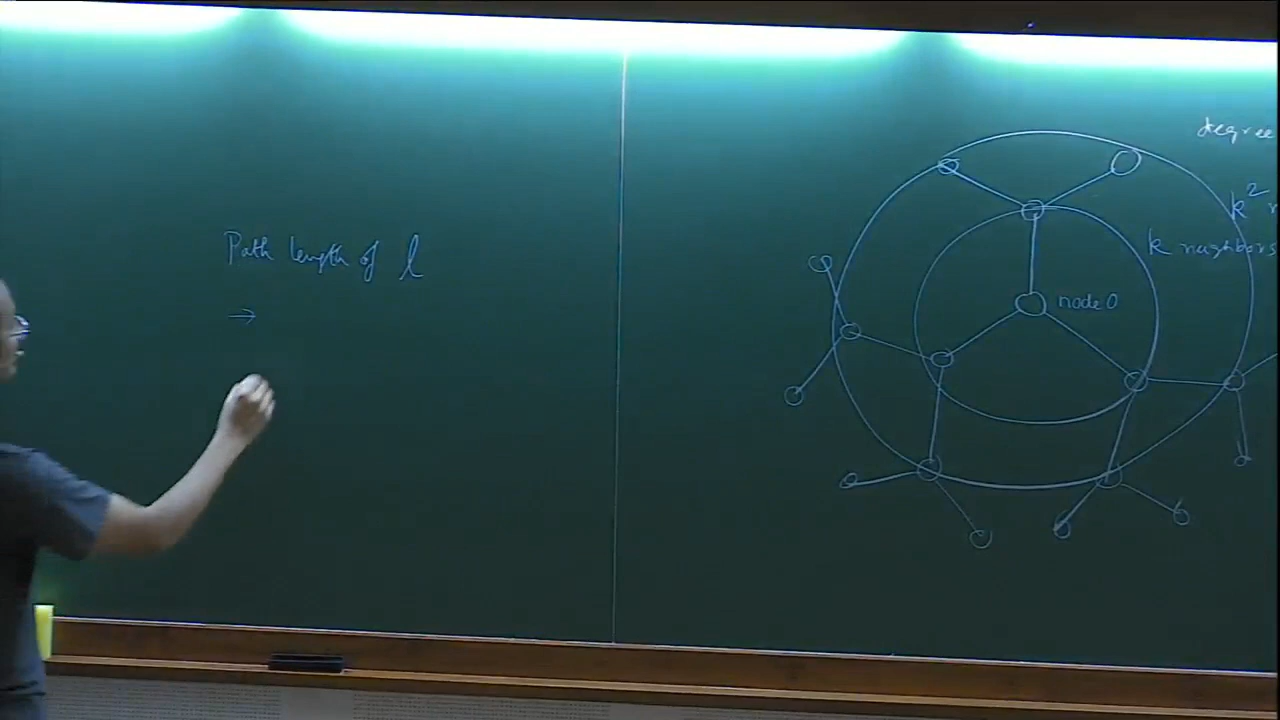 Path length of l
→
degree
k² n
k neighbors
node 0